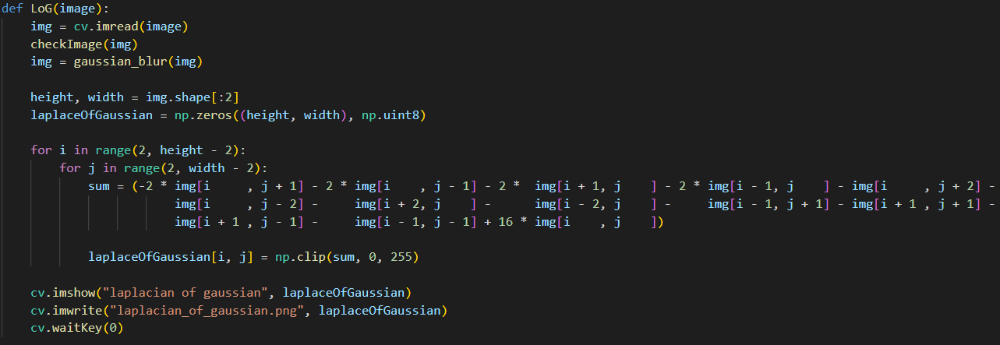 def LoG(image):
    img = cv.imread(image)
    checkImage(img)
    img = gaussian_blur(img)

    height, width = img.shape[:2]
    laplaceOfGaussian = np.zeros((height, width), np.uint8)

    for i in range(2, height - 2):
        for j in range(2, width - 2):
            sum = (-2 * img[i    , j + 1] - 2 * img[i    , j - 1] - 2 *  img[i + 1, j    ] - 2 * img[i - 1, j    ] - img[i     , j + 2] -
                        img[i    , j - 2] -     img[i + 2, j    ] -      img[i - 2, j    ] -     img[i - 1, j + 1] - img[i + 1 , j + 1] -
                        img[i + 1 , j - 1] -     img[i - 1, j - 1] + 16 * img[i    , j    ])

            laplaceOfGaussian[i, j] = np.clip(sum, 0, 255)

    cv.imshow("laplacian of gaussian", laplaceOfGaussian)
    cv.imwrite("laplacian_of_gaussian.png", laplaceOfGaussian)
    cv.waitKey(0)